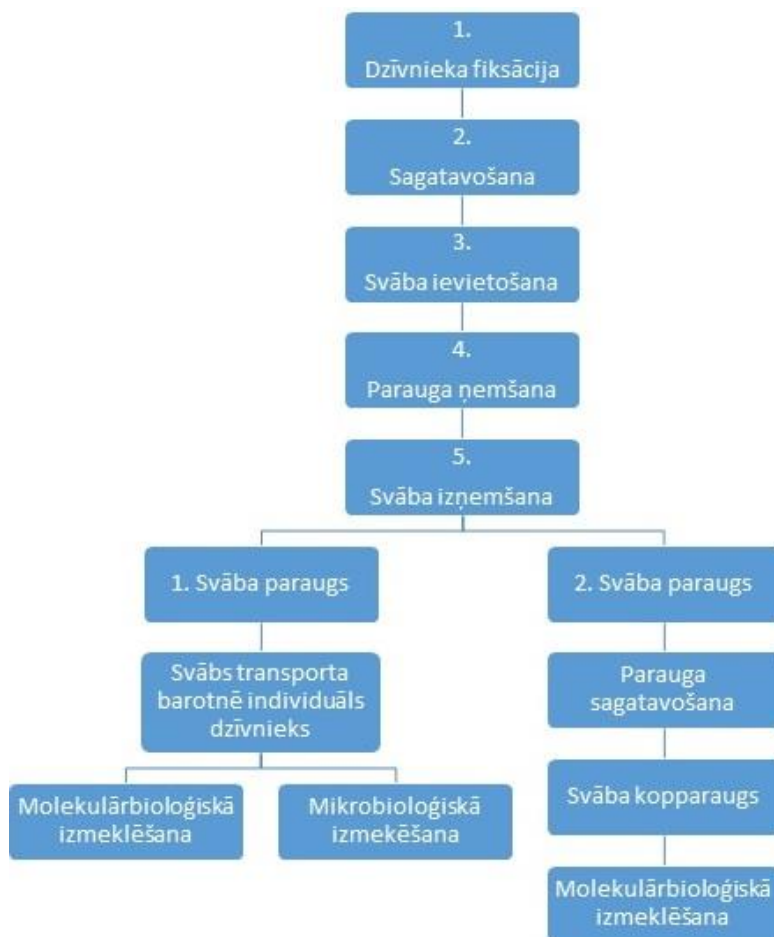 1.
Dzīvnieka fiksācija
2.
Sagatavošana
3.
Svāba ievietošana
4.
Parauga ņemšana
5.
Svāba izņemšana
1. Svāba paraugs
2. Svāba paraugs
Svābs transporta
barotnē individuāls
dzīvnieks
Parauga
sagatavošana
Molekulārbioloģiskā
izmeklēšana
Mikrobioloģiskā
izmekēšana
Svāba kopparaugs
Molekulārbioloģiskā
izmeklēšana